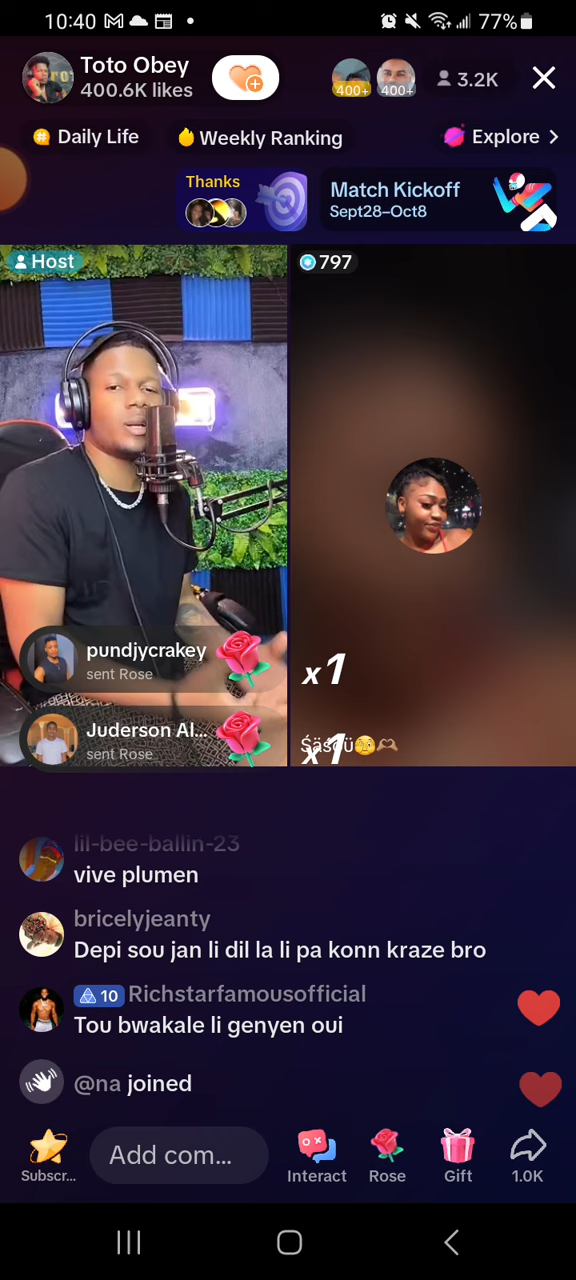 10:40
77%
Toto Obey
400.6K likes
400+
400+
3.2K
Daily Life
Weekly Ranking
Explore
Thanks
Match Kickoff
Sept28–Oct8
Host
797
pundjycrakey
sent Rose
x1
Juderson Al...
sent Rose
x1
lil-bee-ballin-23
vive plumen
bricelyjeanty
Depi sou jan li dil la li pa konn kraze bro
10 Richstarfamousofficial
Tou bwakale li genyen oui
@na joined
Add com...
Subscr...
Interact
Rose
Gift
1.0K